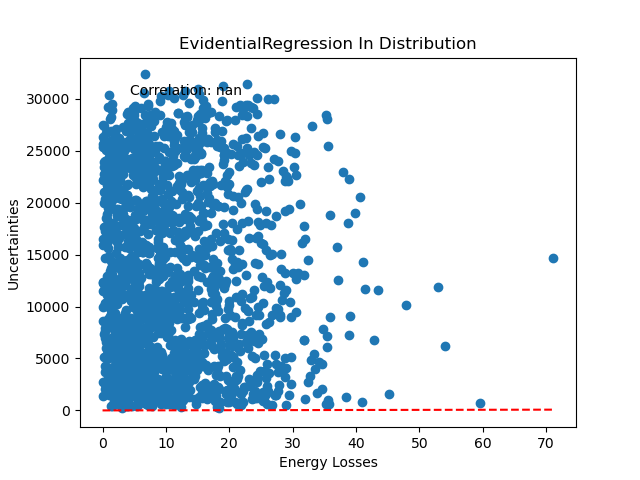 EvidentialRegression In Distribution
Correlation: nan
Uncertainties
30000
25000
20000
15000
10000
5000
0
0 10 20 30 40 50 60 70
Energy Losses